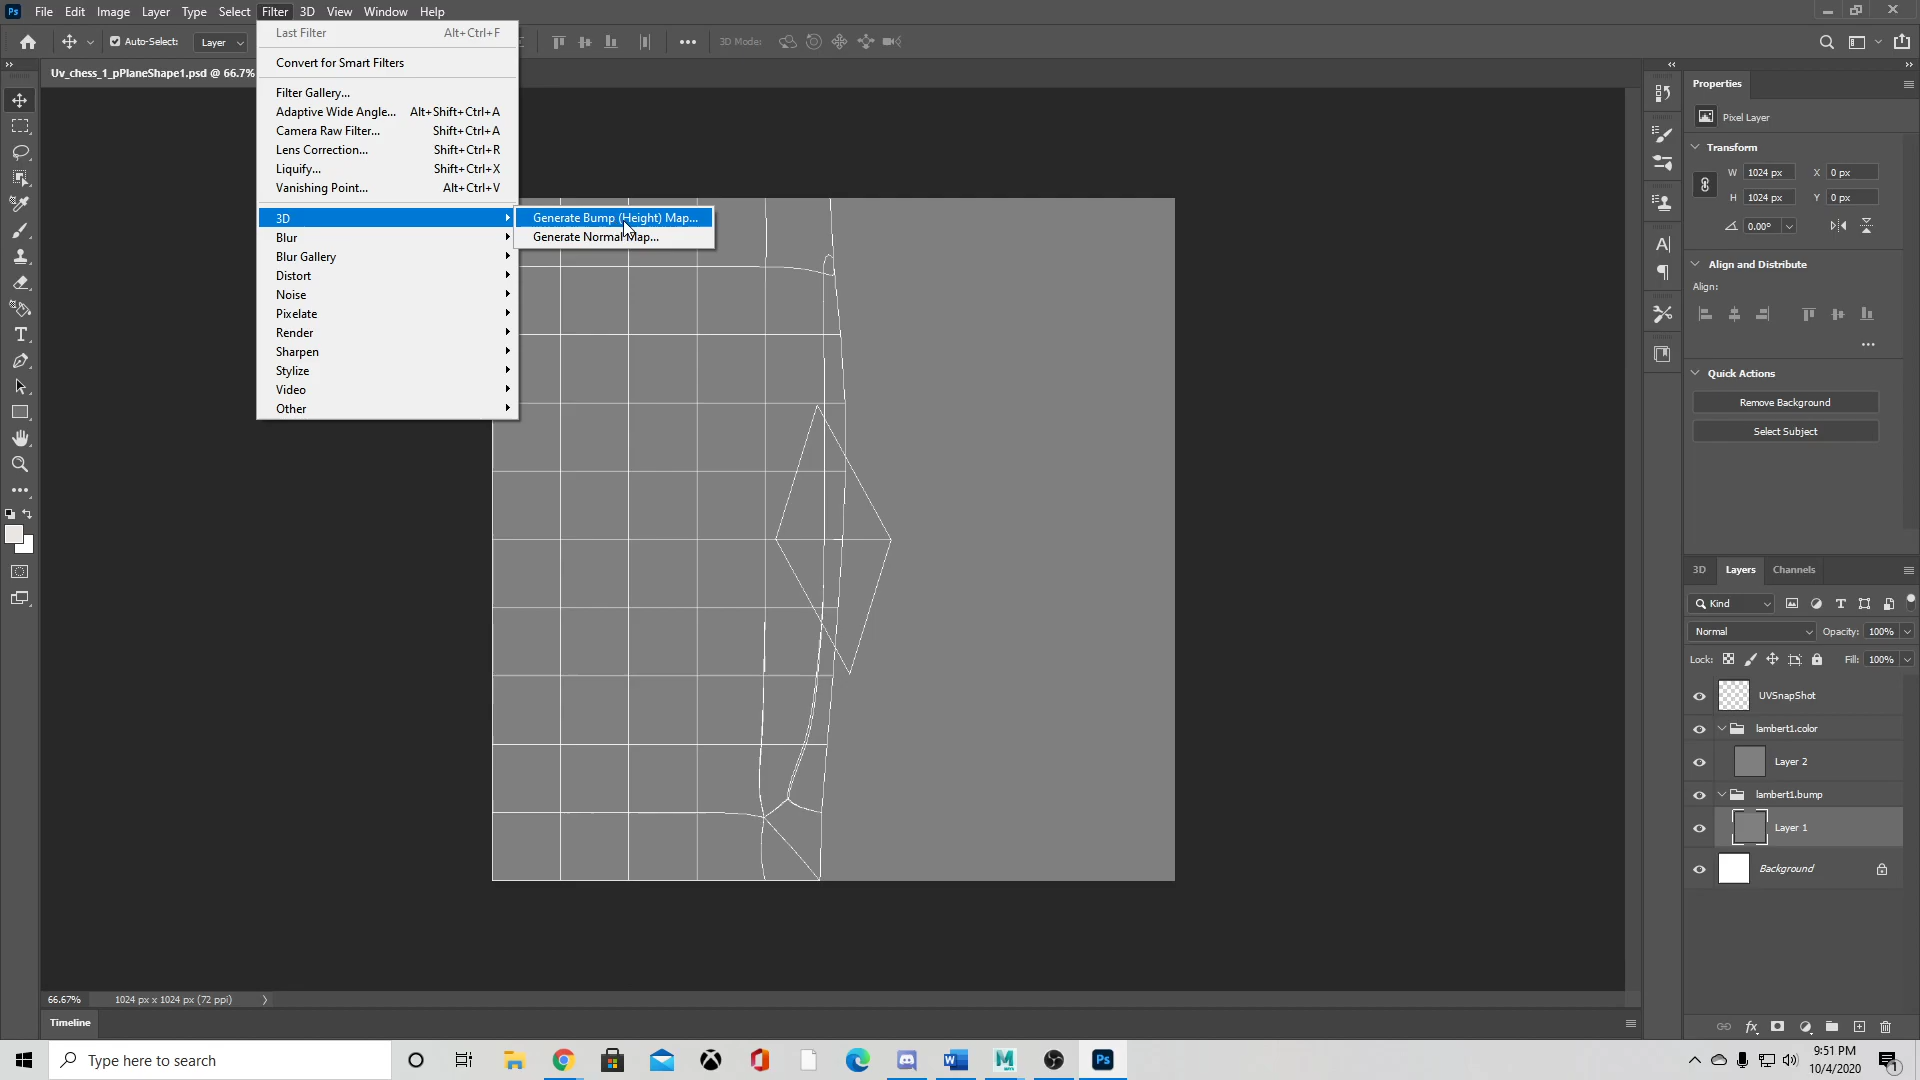 Ps File Edit Image Layer Type Select Filter 3D View Window Help
Auto-Select: Layer 3D Mode:
Uv_chess_1_pPlaneShape1.psd @ 66.7%
Last Filter Alt+Ctrl+F
Convert for Smart Filters
Filter Gallery...
Adaptive Wide Angle... Alt+Shift+Ctrl+A
Camera Raw Filter... Shift+Ctrl+A
Lens Correction... Shift+Ctrl+R
Liquify... Shift+Ctrl+X
Vanishing Point... Alt+Ctrl+V
3D
Blur
Blur Gallery
Distort
Noise
Pixelate
Render
Sharpen
Stylize
Video
Other
Generate Bump (Height) Map...
Generate Normal Map...
Properties
Pixel Layer
Transform
W 1024 px X 0 px
H 1024 px Y 0 px
0.00°
Align and Distribute
Align:
Quick Actions
Remove Background
Select Subject
3D Layers Channels
Kind
Normal Opacity: 100%
Lock: Fill: 100%
UVSnapShot
lambert1.color
Layer 2
lambert1.bump
Layer 1
Background
66.67% 1024 px x 1024 px (72 ppi)
Timeline
Type here to search
9:51 PM
10/4/2020